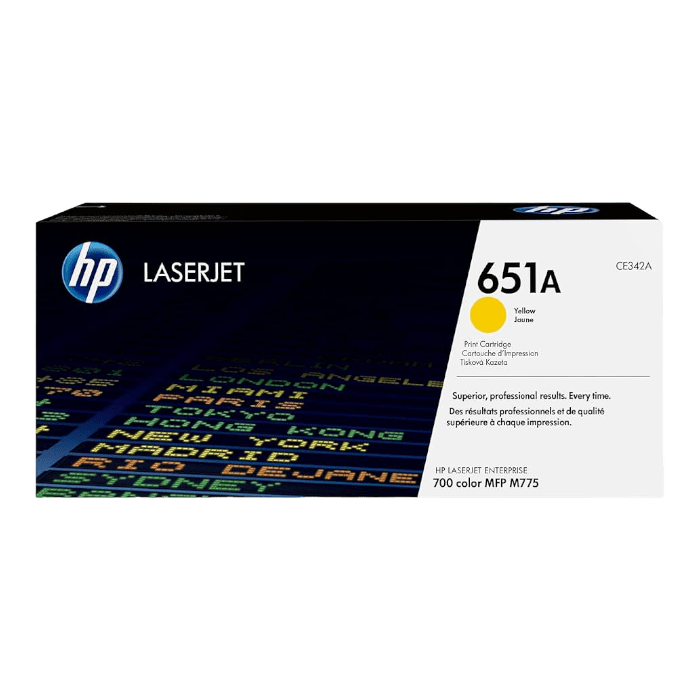 hp
hp
LASERJET
651A
CE342A
Yellow
Jaune
Print Cartridge
Cartouche d'Impression
Tisková Kazeta
Superior, professional results. Every time.
Des résultats professionnels et de qualité
supérieure à chaque impression.
HP LASERJET ENTERPRISE
700 color MFP M775
LOS ANGELES
MIAMI
PARIS
TOKYO
HONG KONG
NEW YORK
MADRID
RIO DEJANE
SYDNEY